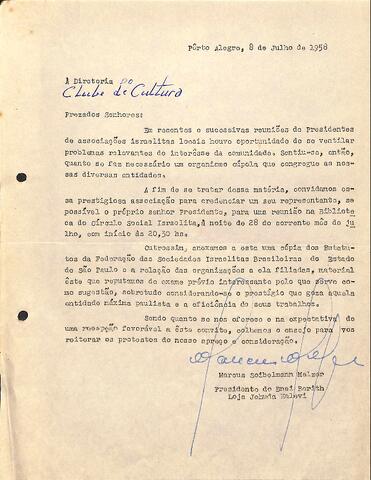 Pôrto Alegre, 8 de julho de 1958
À Diretoria do
Clube de Cultura
Prezados Senhores:
Em recentes e sucessivas reuniões de Presidentes
de associações israelitas locais houve oportunidade de se ventilar
problemas relevantes de interêsse da comunidade. Sentiu-se, então,
quanto se faz necessário um organismo cúpola que congregue as nos-
sas diversas entidades.
A fim de se tratar dessa matéria, convidamos es-
sa prestigiosa associação para credenciar um seu representante, se
possível o próprio senhor Presidente, para uma reunião na Bibliote
ca do Círculo Social Israelita, à noite de 28 do corrente mês de ju
lho, com início às 20,30 hs.
Outrossim, anexamos a esta uma cópia dos Estatu-
tos da Federação das Sociedades Israelitas Brasileiras do Estado
de São Paulo e a relação das organizações a ela filiadas, material
êste que reputamos de exame prévio interessante pelo que serve como
sugestão, sobretudo considerando-se o prestígio que goza aquela
entidade máxima paulista e a eficiência de seus trabalhos.
Sendo quanto se nos oferece e na expectativa de
uma recepção favorável a êste convite, colhemos o ensejo para vos
reiterar os protestos de nosso apreço e consideração.
Marcus Seibelmann Melzer
Presidente do Bnai Berith
Loja Jehuda Halevi